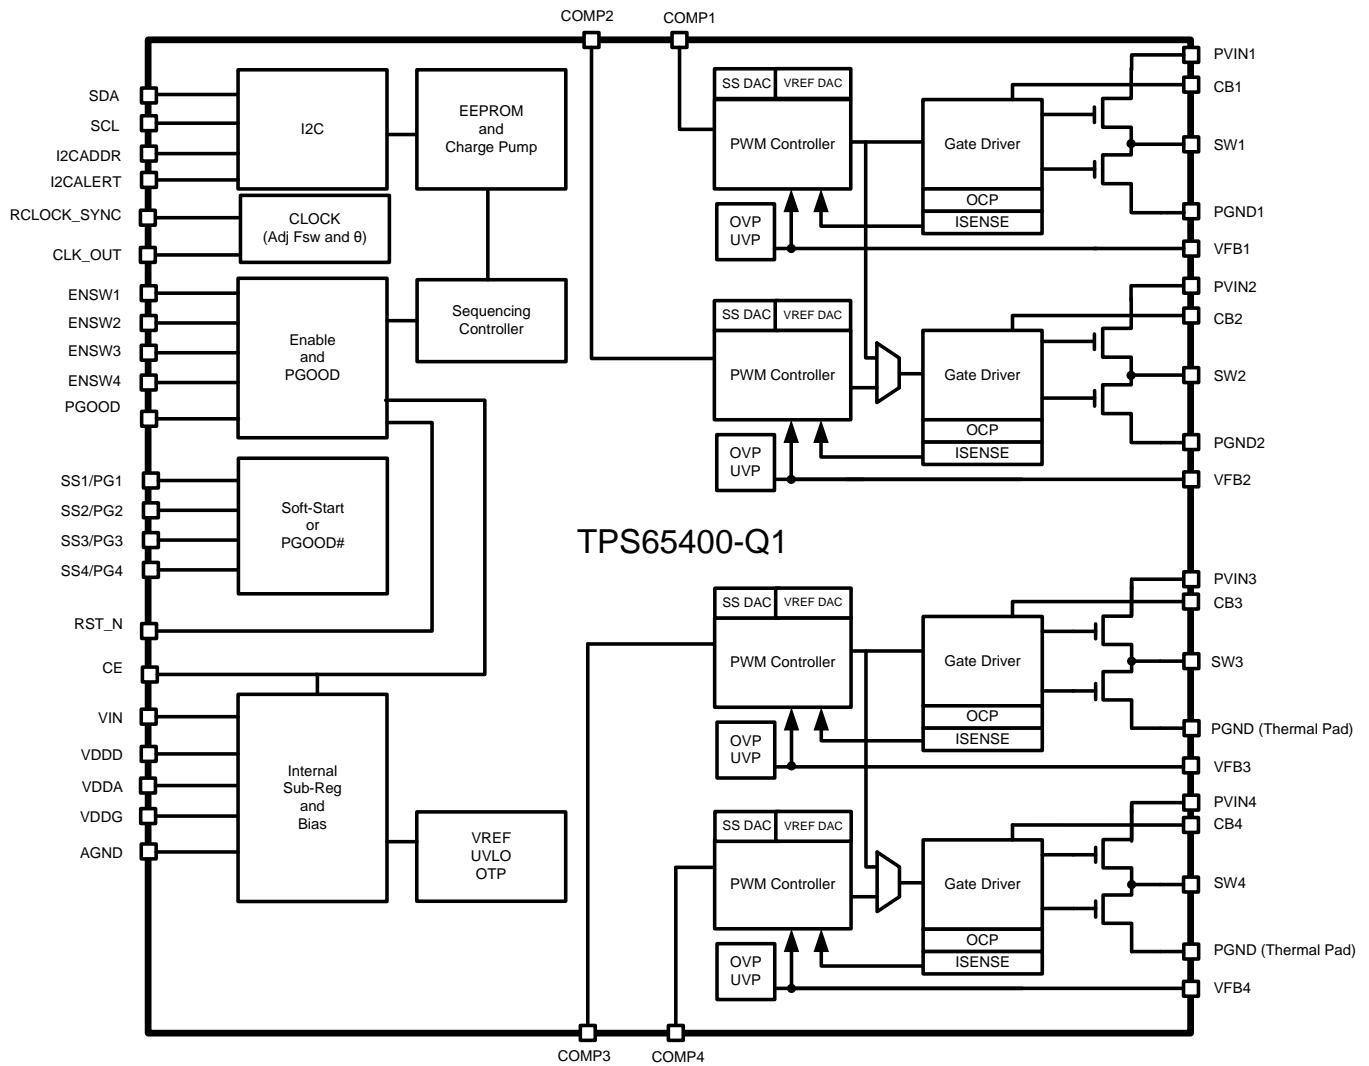 COMP2
COMP1
SDA
SCL
I2CADDR
I2CALERT
RCLOCK_SYNC
CLK_OUT
ENSW1
ENSW2
ENSW3
ENSW4
PGOOD
SS1/PG1
SS2/PG2
SS3/PG3
SS4/PG4
RST_N
CE
VIN
VDDD
VDDA
VDDG
AGND
I2C
EEPROM
and
Charge Pump
CLOCK
(Adj Fsw and θ)
Enable
and
PGOOD
Sequencing
Controller
Soft-Start
or
PGOOD#
Internal
Sub-Reg
and
Bias
VREF
UVLO
OTP
TPS65400-Q1
SS DAC
VREF DAC
PWM Controller
OVP
UVP
Gate Driver
OCP
ISENSE
PVIN1
CB1
SW1
PGND1
VFB1
SS DAC
VREF DAC
PWM Controller
OVP
UVP
Gate Driver
OCP
ISENSE
PVIN2
CB2
SW2
PGND2
VFB2
SS DAC
VREF DAC
PWM Controller
OVP
UVP
Gate Driver
OCP
ISENSE
PVIN3
CB3
SW3
PGND (Thermal Pad)
VFB3
SS DAC
VREF DAC
PWM Controller
OVP
UVP
Gate Driver
OCP
ISENSE
PVIN4
CB4
SW4
PGND (Thermal Pad)
VFB4
COMP3
COMP4